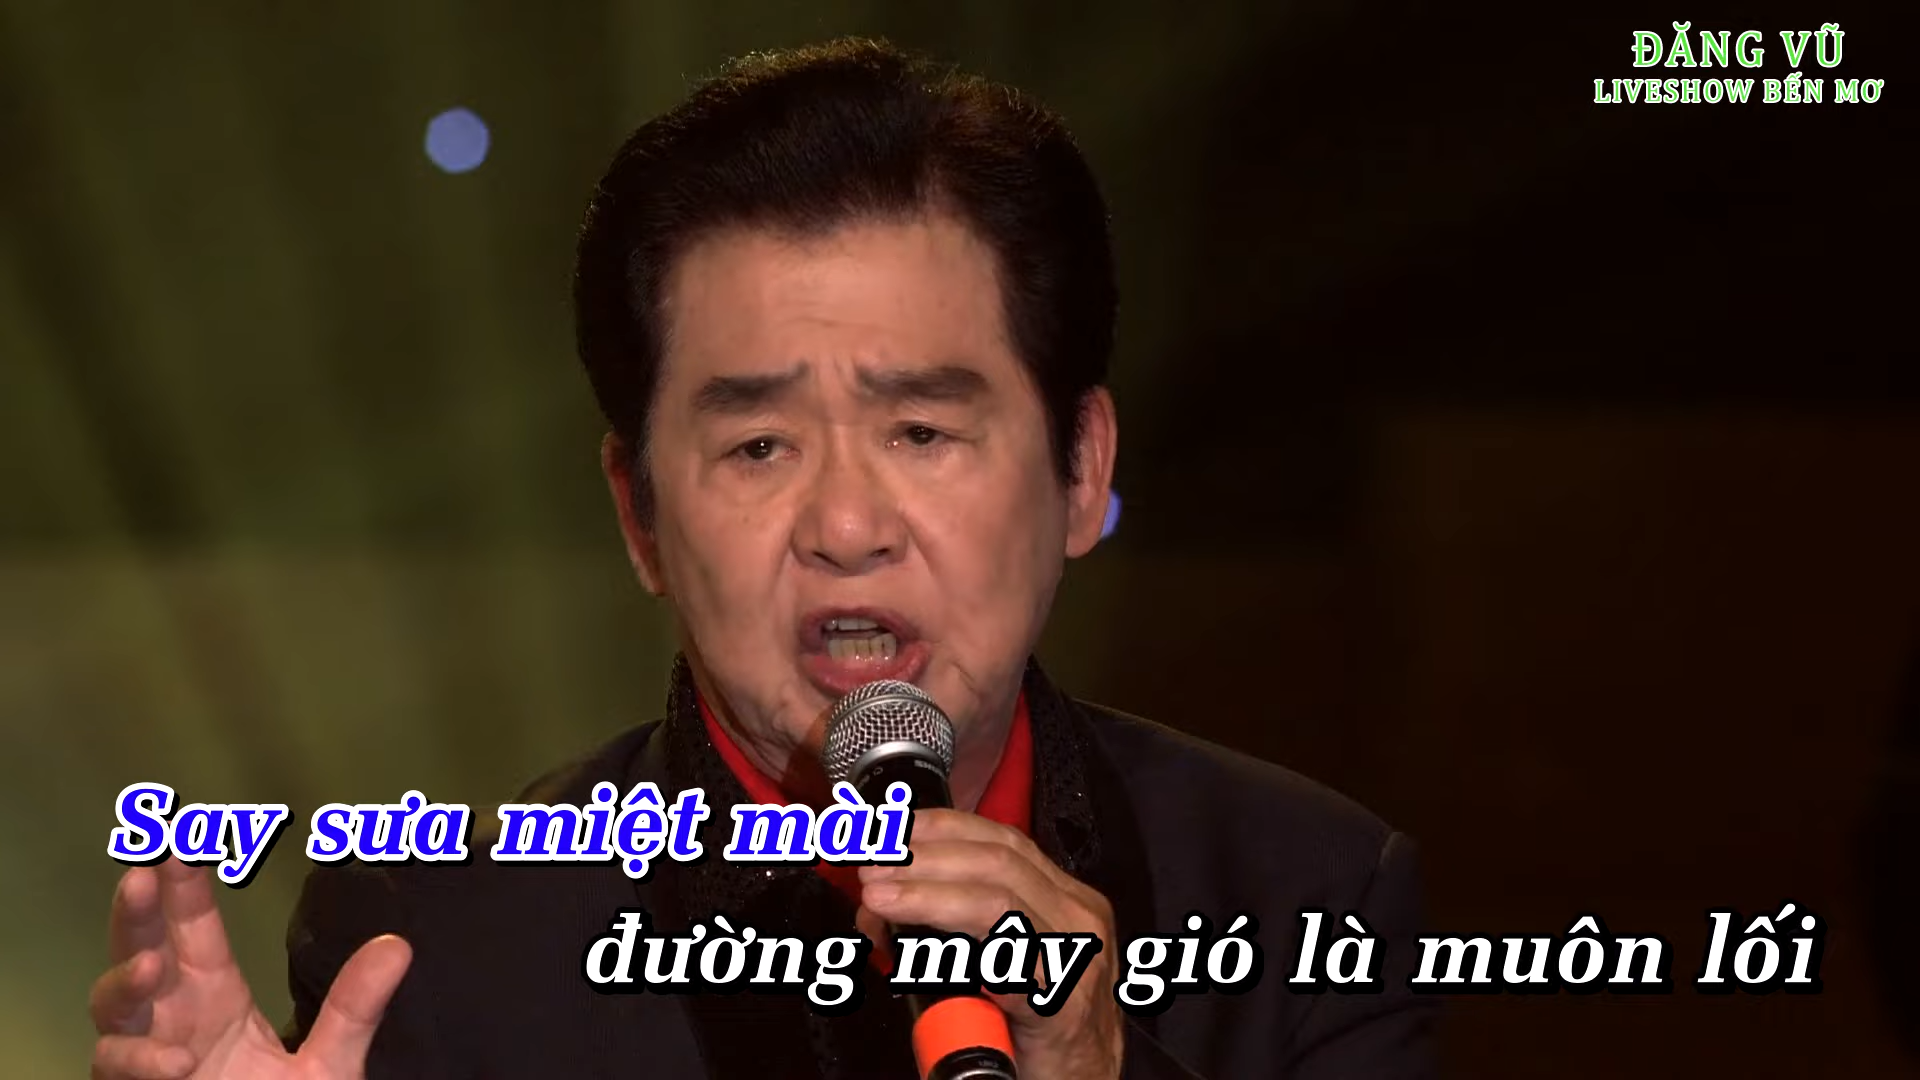 ĐĂNG VŨ
LIVESHOW BẾN MƠ
Say sưa miệt mài
đường mây gió là muôn lối